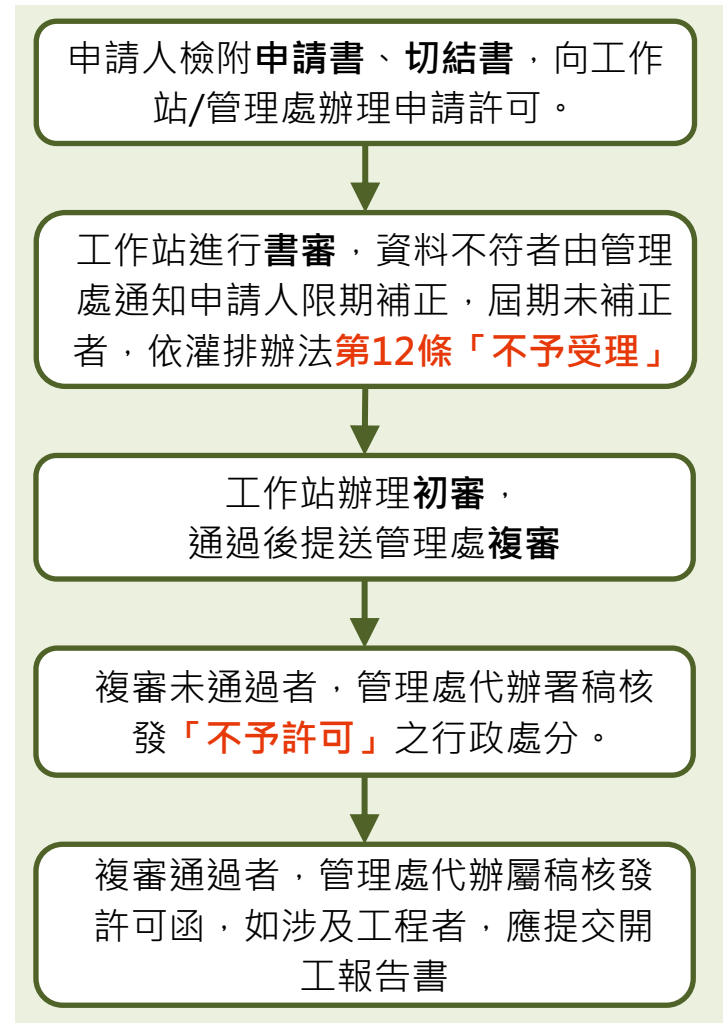 申請人檢附申請書、切結書，向工作
站/管理處辦理申請許可。
工作站進行書審，資料不符者由管理
處通知申請人限期補正，屆期未補正
者，依灌排辦法第12條「不予受理」
工作站辦理初審，
通過後提送管理處複審
複審未通過者，管理處代辦署稿核
發「不予許可」之行政處分。
複審通過者，管理處代辦屬稿核發
許可函，如涉及工程者，應提交開
工報告書